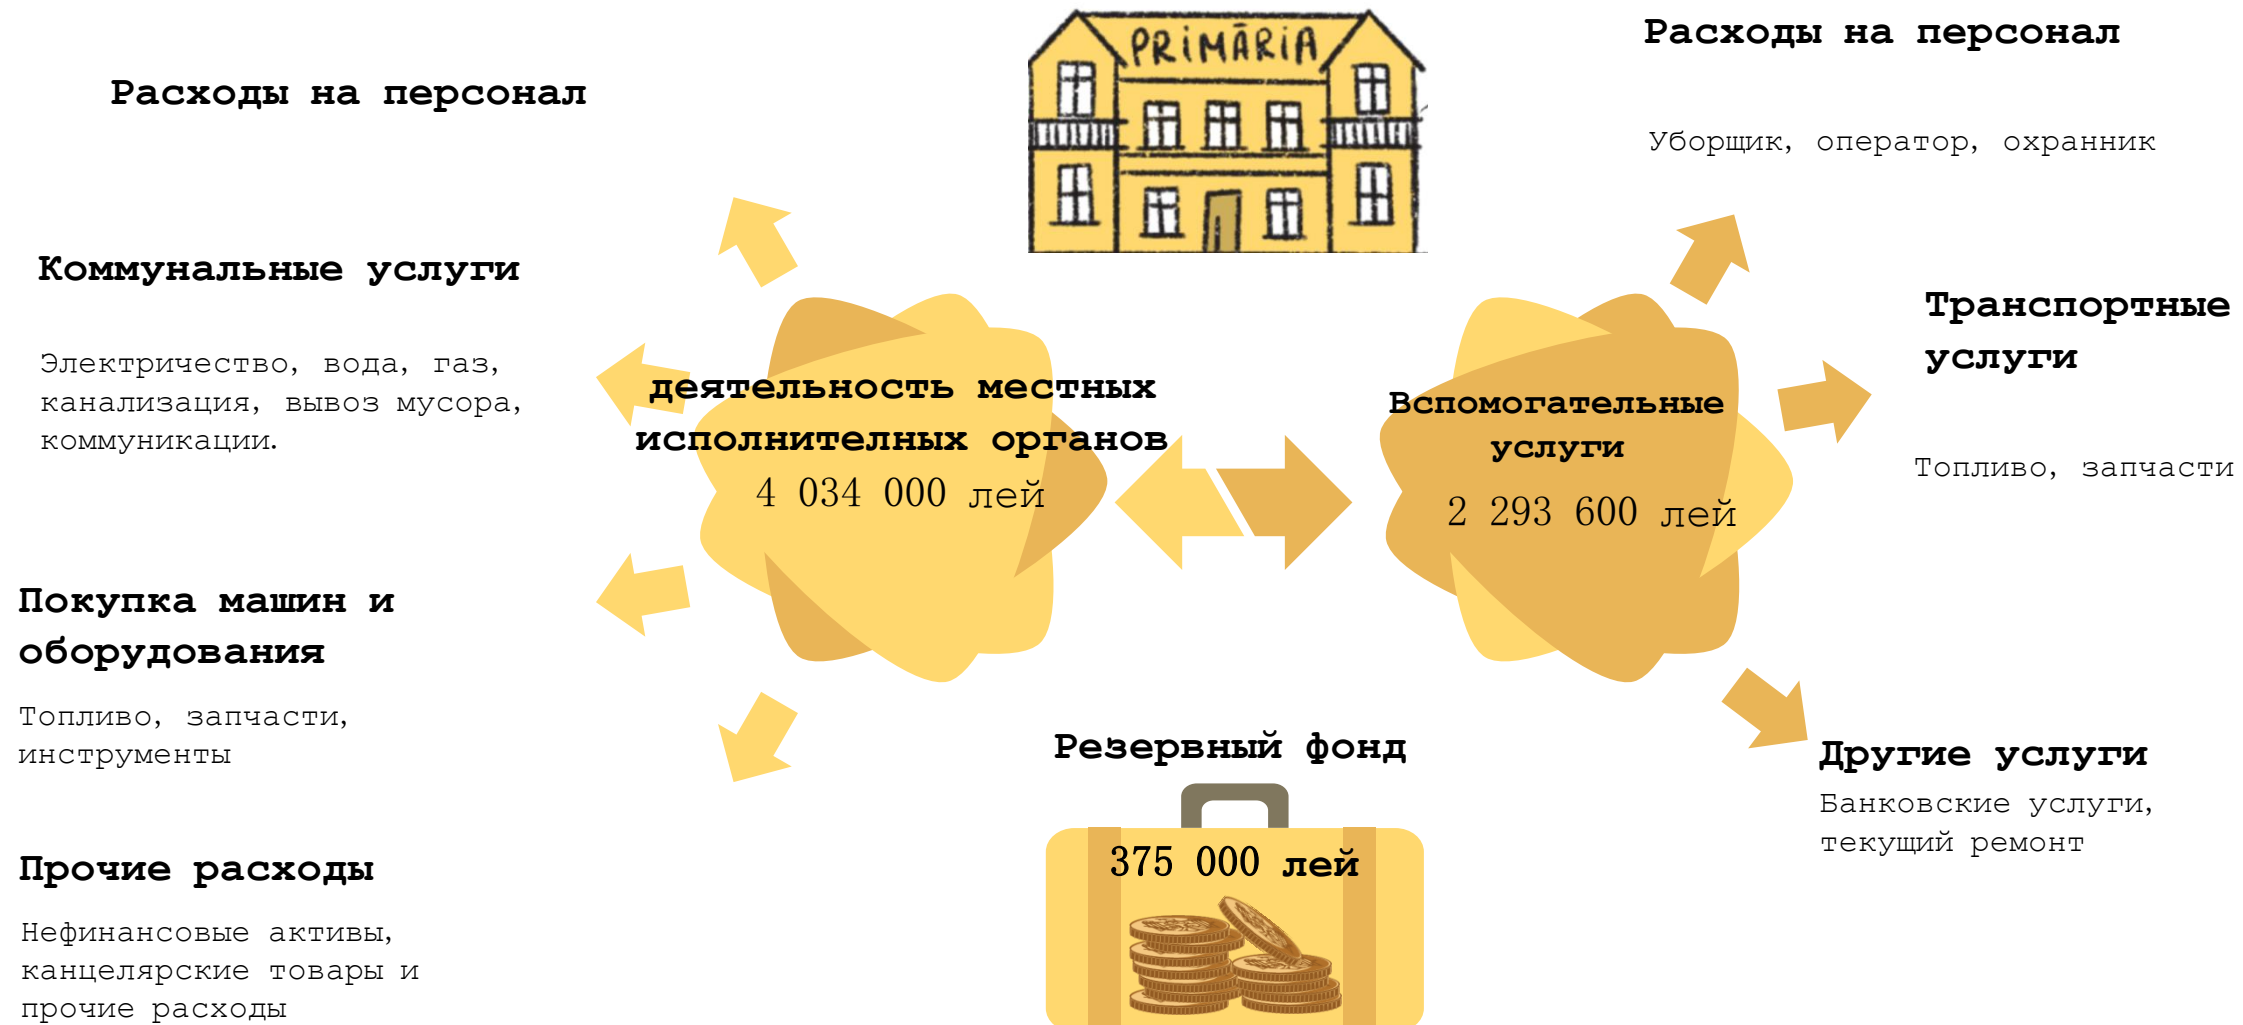 PRiMĂRiA
Расходы на персонал
Коммунальные услуги
Электричество, вода, газ,
канализация, вывоз мусора,
коммуникации.
Покупка машин и
оборудования
Топливо, запчасти,
инструменты
Прочие расходы
Нефинансовые активы,
канцелярские товары и
прочие расходы
деятельность местных
исполнителных органов
4 034 000 лей
Вспомогательные
услуги
2 293 600 лей
Резервный фонд
375 000 лей
Расходы на персонал
Уборщик, оператор, охранник
Транспортные
услуги
Топливо, запчасти
Другие услуги
Банковские услуги,
текущий ремонт